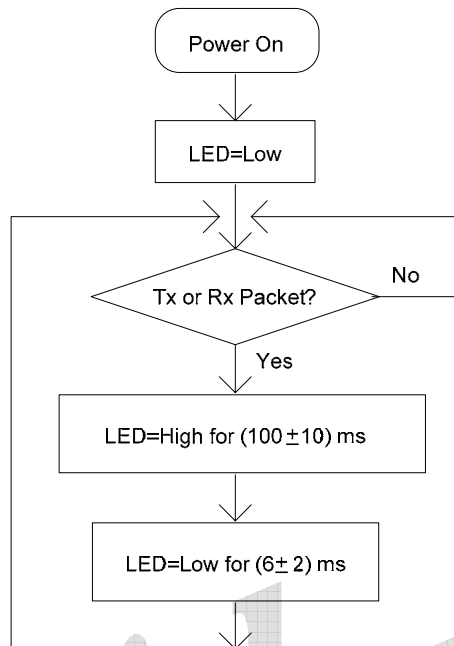 Power On
LED=Low
Tx or Rx Packet?
No
Yes
LED=High for (100±10) ms
LED=Low for (6± 2) ms